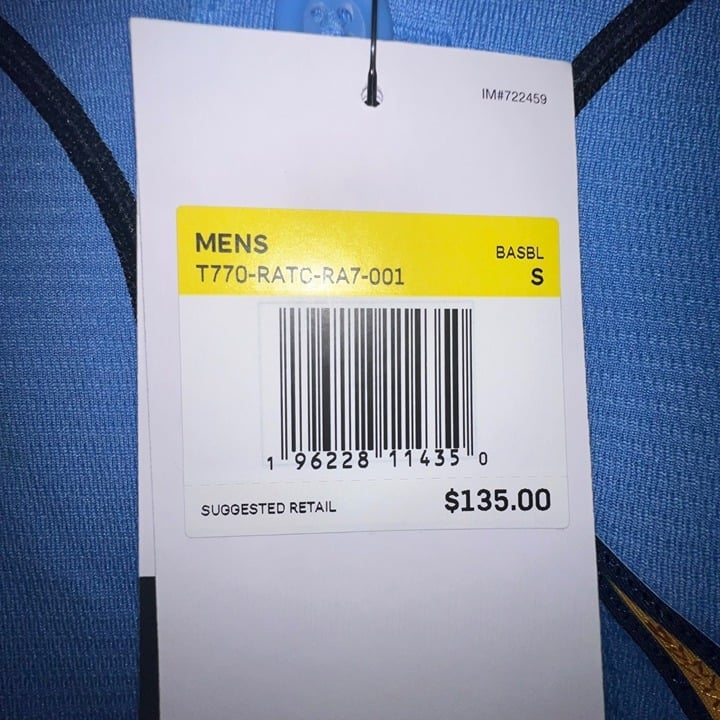 IM#722459
MENS
BASBL
T770-RATC-RA7-001
S
1 96228 11435 0
SUGGESTED RETAIL
$135.00